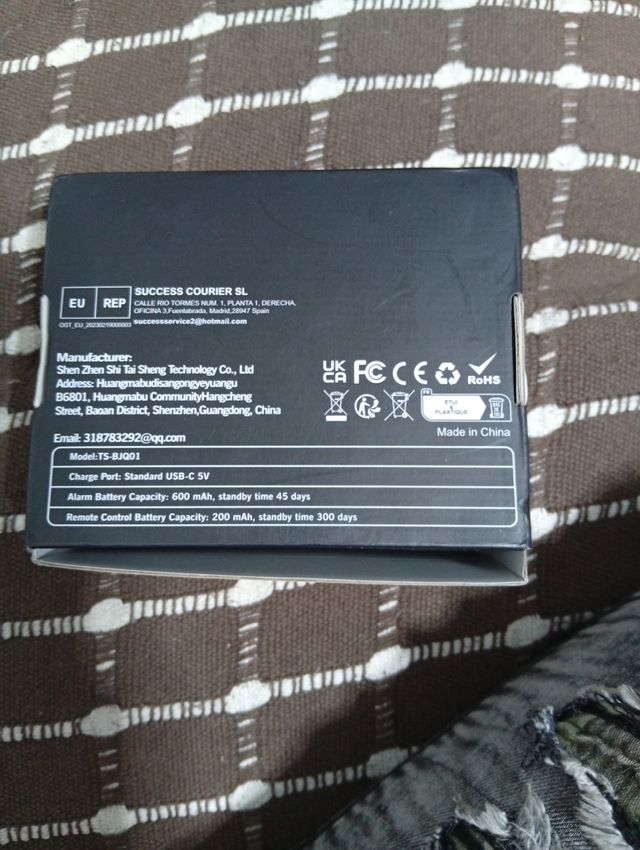 EU REP
SUCCESS COURIER SL
CALLE RIO TORMES NUM. 1, PLANTA 1, DERECHA,
OFICINA 3,Fuenlabrada, Madrid,28947 Spain
OST_EU_20230219000003 successservice2@hotmail.com
Manufacturer:
Shen Zhen Shi Tai Sheng Technology Co., Ltd
Address: Huangmabudisangongyeyuangu
B6801, Huangmabu CommunityHangcheng
Street, Baoan District, Shenzhen,Guangdong, China
UK
CA FC CE RoHS
FR
ÉTUI
&
PLASTIQUE
Made in China
Email: 318783292@qq.com
Model:TS-BJQ01
Charge Port: Standard USB-C 5V
Alarm Battery Capacity: 600 mAh, standby time 45 days
Remote Control Battery Capacity: 200 mAh, standby time 300 days